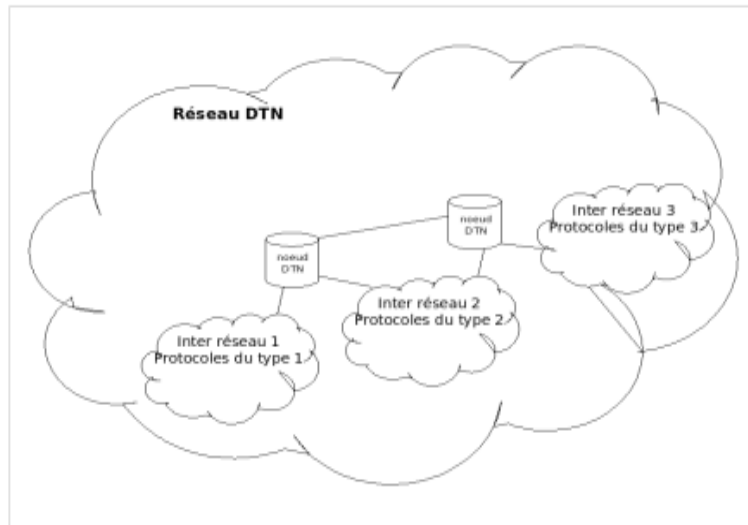 Réseau DTN
noeud
DTN
noeud
DTN
Inter réseau 3
Protocoles du type 3
Inter réseau 2
Protocoles du type 2
Inter réseau 1
Protocoles du type 1